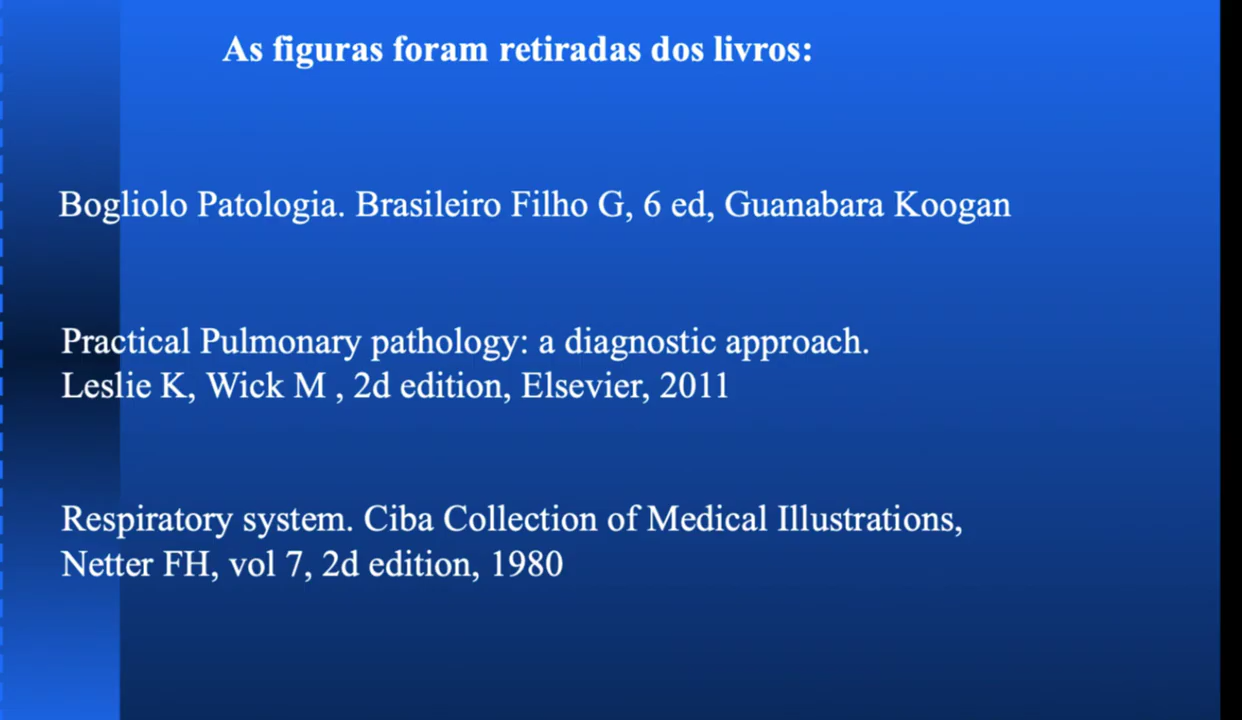 As figuras foram retiradas dos livros:
Bogliolo Patologia. Brasileiro Filho G, 6 ed, Guanabara Koogan
Practical Pulmonary pathology: a diagnostic approach.
Leslie K, Wick M , 2d edition, Elsevier, 2011
Respiratory system. Ciba Collection of Medical Illustrations,
Netter FH, vol 7, 2d edition, 1980